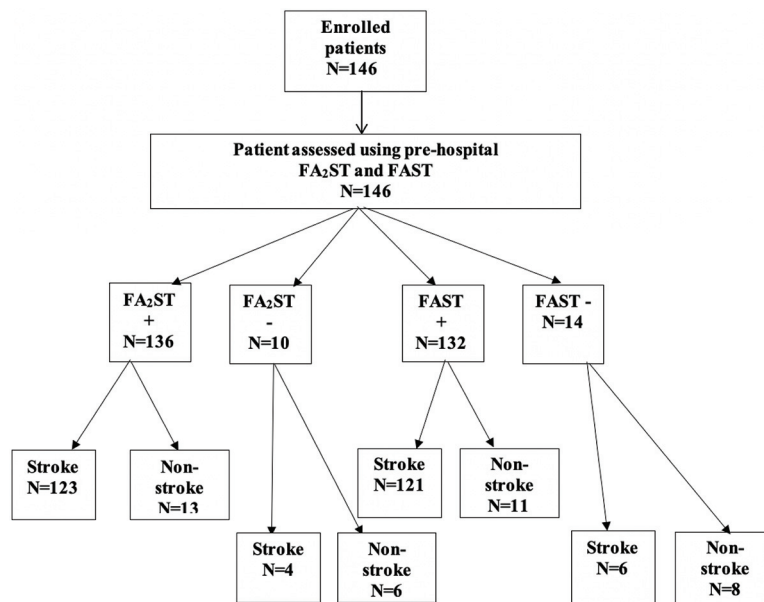 Enrolled
patients
N=146
Patient assessed using pre-hospital
FA₂ST and FAST
N=146
FA₂ST
+
N=136
FA₂ST
-
N=10
FAST
+
N=132
FAST -
N=14
Stroke
N=123
Non-
stroke
N=13
Stroke
N=121
Non-
stroke
N=11
Stroke
N=4
Non-
stroke
N=6
Stroke
N=6
Non-
stroke
N=8